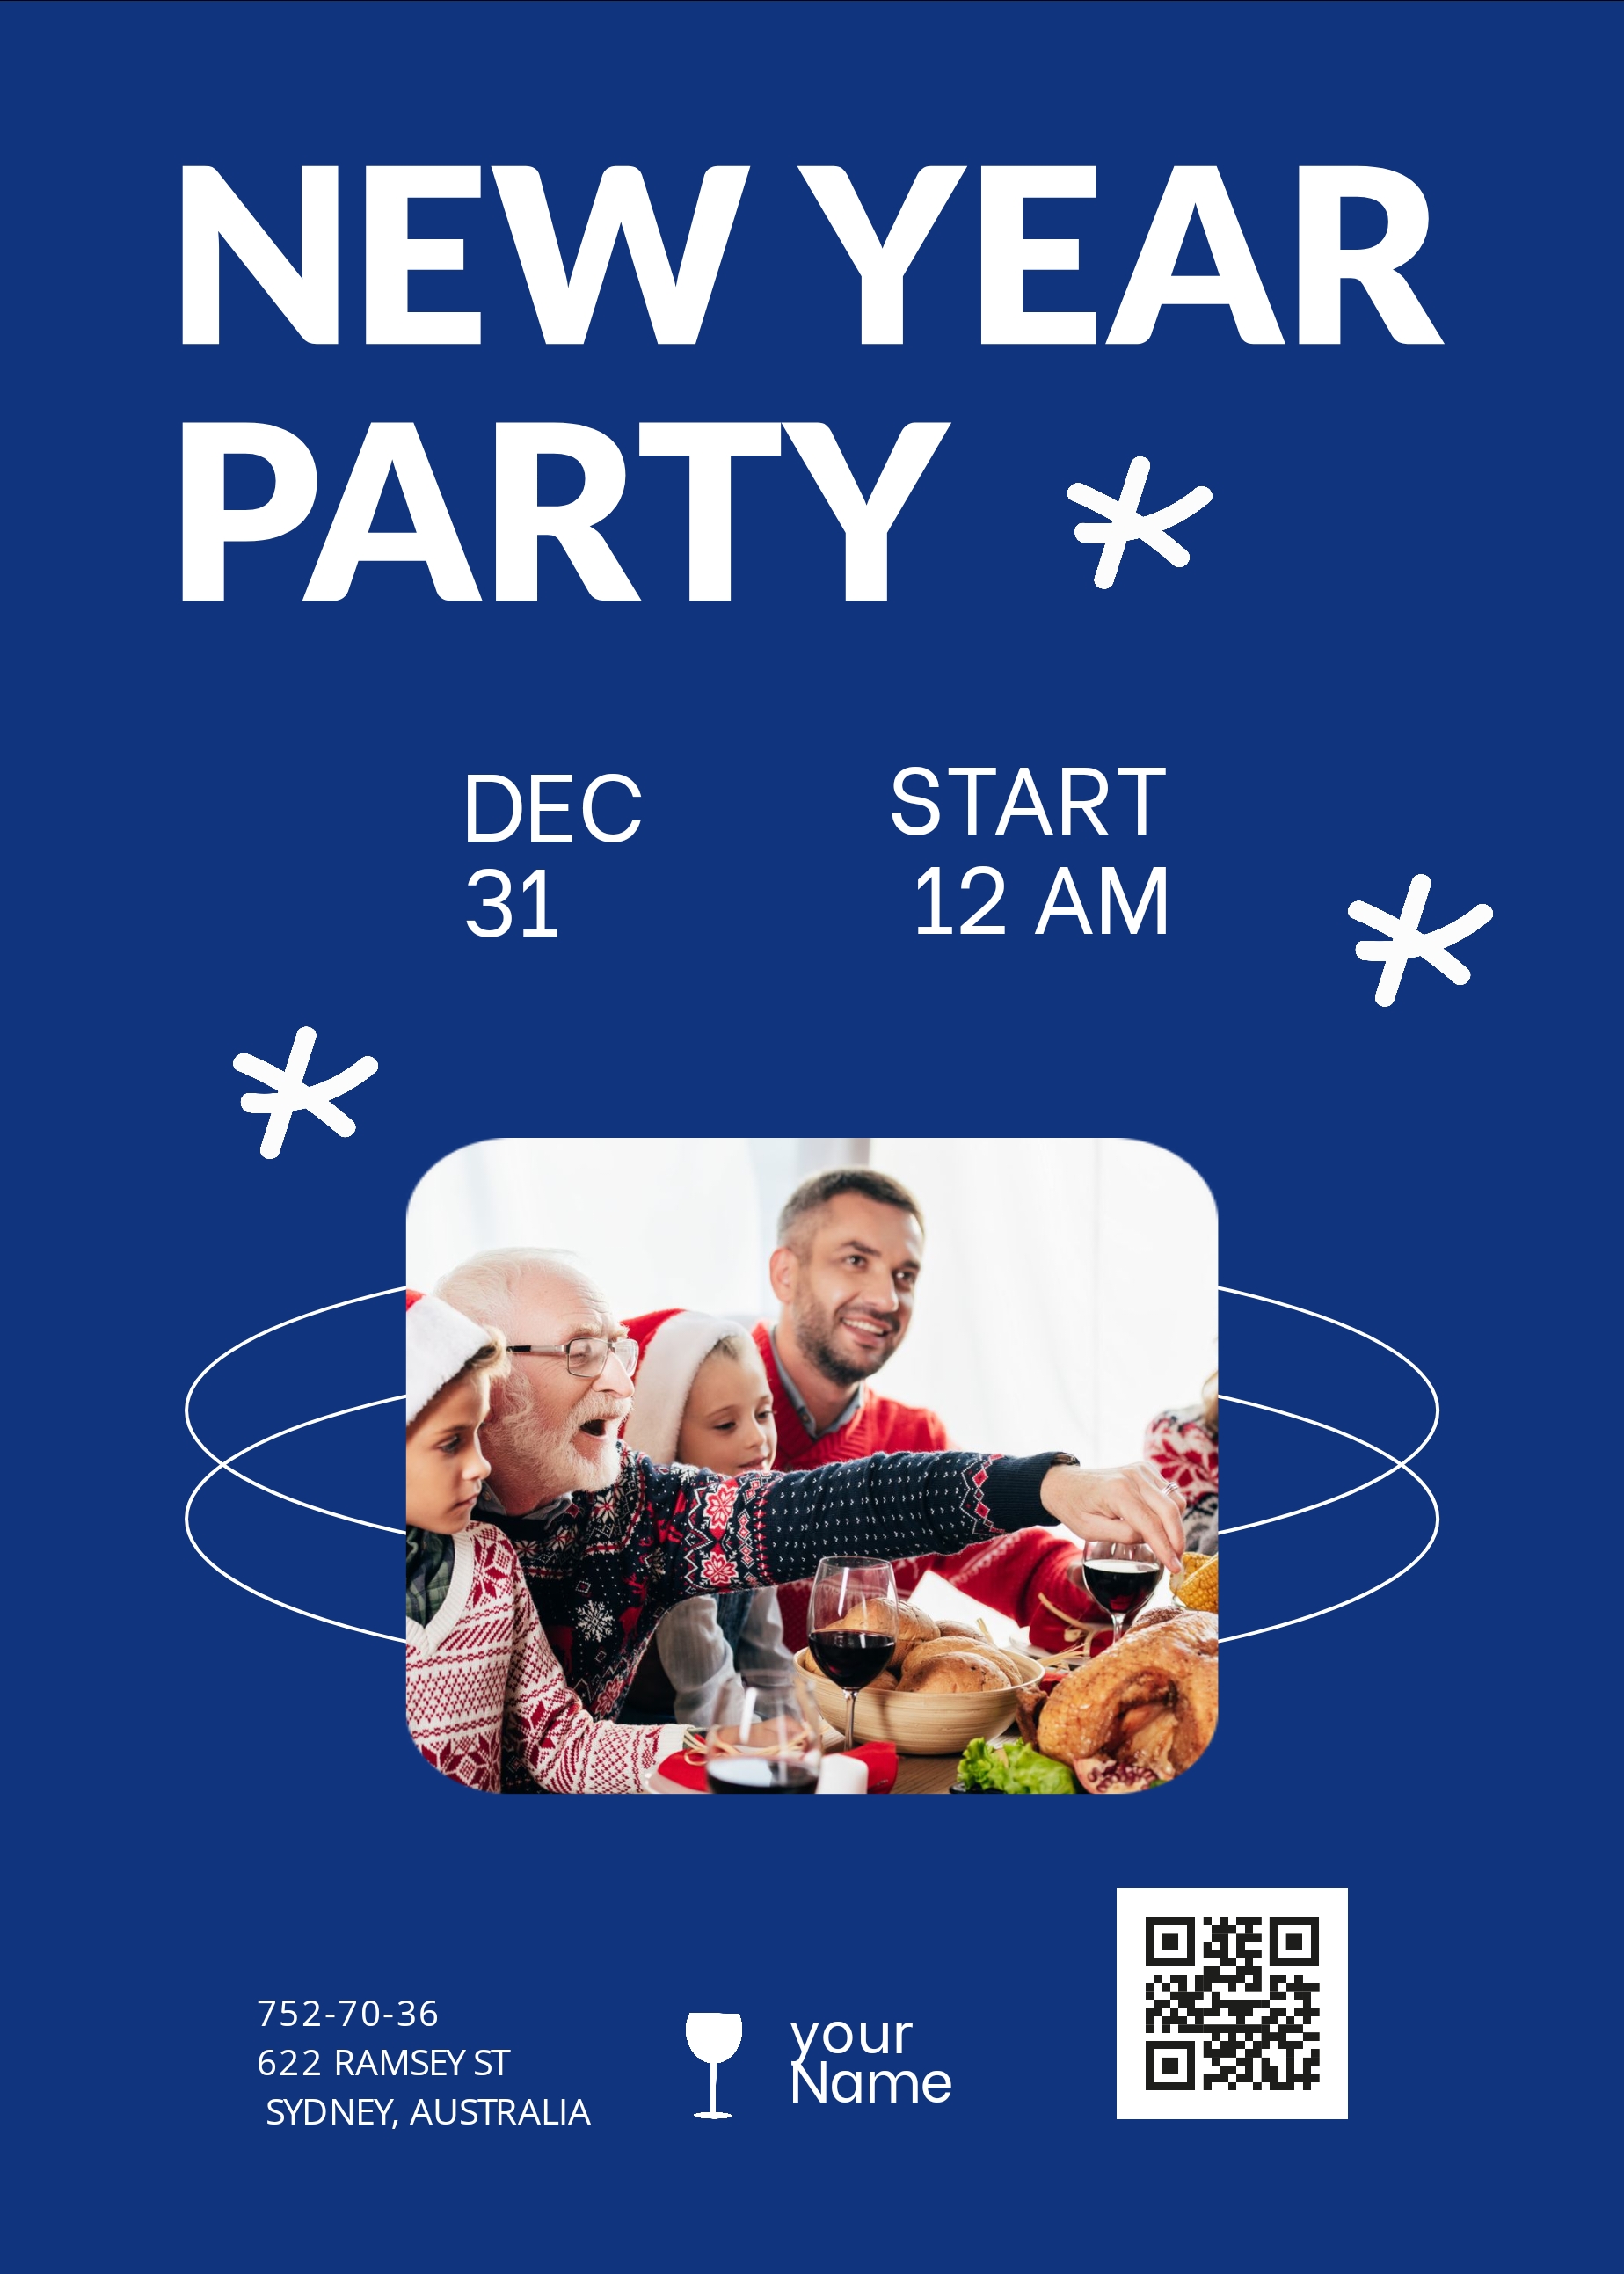 NEW YEAR
PARTY
DEC
31
START
12 AM
752-70-36
622 RAMSEY ST
SYDNEY, AUSTRALIA
your
Name